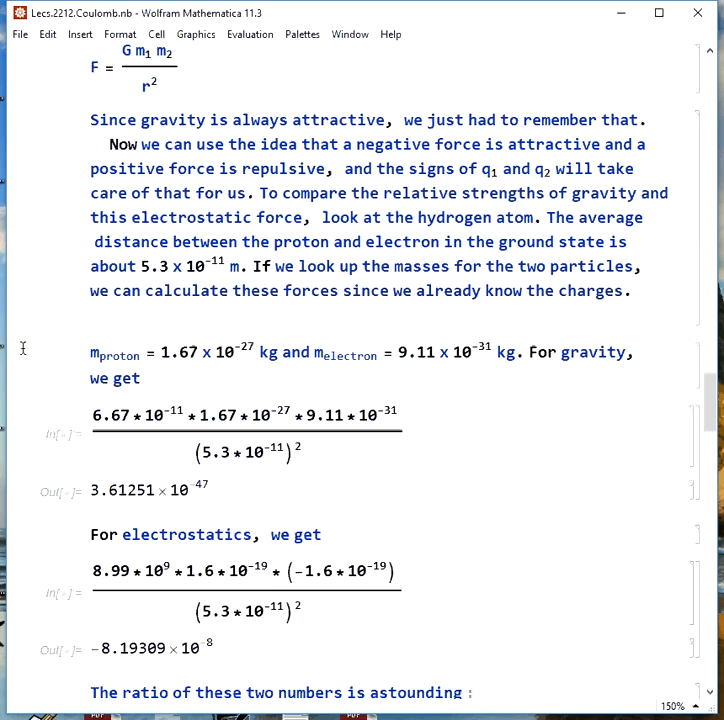 Lecs.2212.Coulomb.nb - Wolfram Mathematica 11.3
File Edit Insert Format Cell Graphics Evaluation Palettes Window Help
F = G m₁ m₂ / r²
Since gravity is always attractive, we just had to remember that.
Now we can use the idea that a negative force is attractive and a
positive force is repulsive, and the signs of q₁ and q₂ will take
care of that for us. To compare the relative strengths of gravity and
this electrostatic force, look at the hydrogen atom. The average
distance between the proton and electron in the ground state is
about 5.3 x 10⁻¹¹ m. If we look up the masses for the two particles,
we can calculate these forces since we already know the charges.
m_proton = 1.67 x 10⁻²⁷ kg and m_electron = 9.11 x 10⁻³¹ kg. For gravity,
we get
In[ ]:= 6.67*10⁻¹¹ *1.67*10⁻²⁷ *9.11*10⁻³¹ / (5.3*10⁻¹¹)²
Out[ ]= 3.61251 × 10⁻⁴⁷
For electrostatics, we get
In[ ]:= 8.99*10⁹ *1.6*10⁻¹⁹ * (-1.6*10⁻¹⁹) / (5.3*10⁻¹¹)²
Out[ ]= -8.19309 × 10⁻⁸
The ratio of these two numbers is astounding :
150%